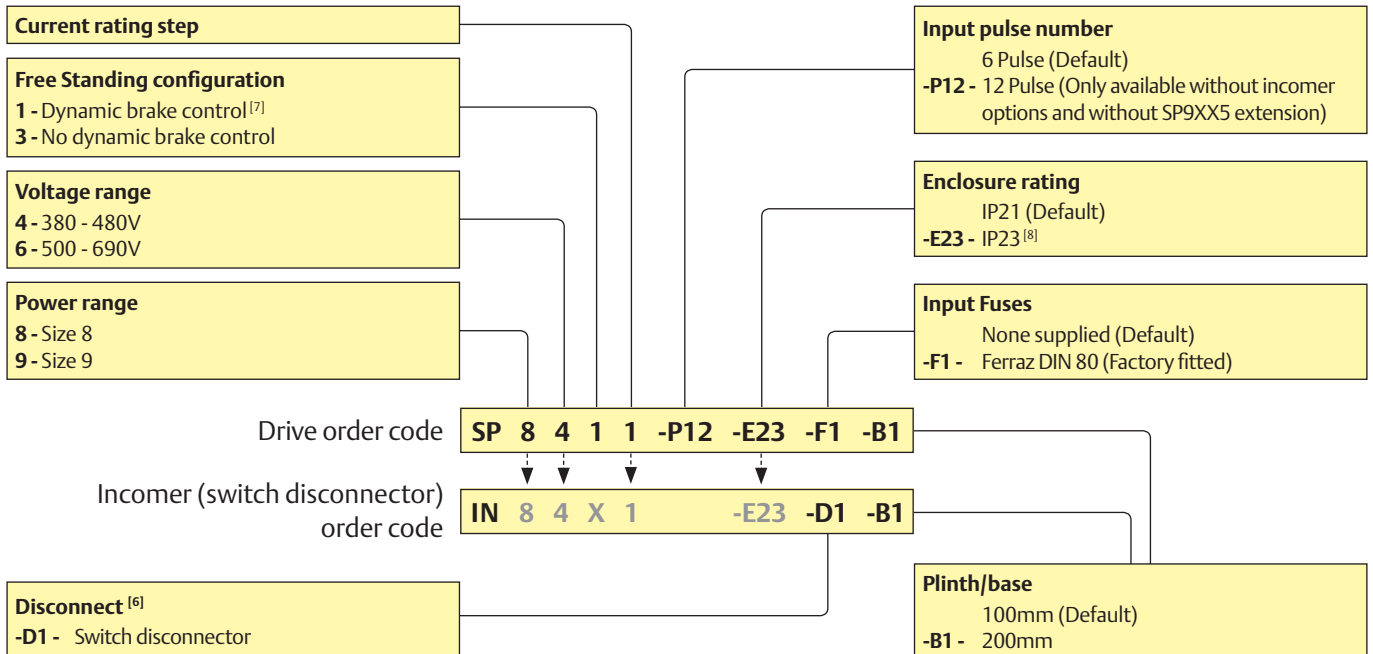 Current rating step
Free Standing configuration
1 - Dynamic brake control [7]
3 - No dynamic brake control
Voltage range
4 - 380 - 480V
6 - 500 - 690V
Power range
8 - Size 8
9 - Size 9
Input pulse number
6 Pulse (Default)
-P12 - 12 Pulse (Only available without incomer
options and without SP9XX5 extension)
Enclosure rating
IP21 (Default)
-E23 - IP23 [8]
Input Fuses
None supplied (Default)
-F1 - Ferraz DIN 80 (Factory fitted)
Drive order code SP 8 4 1 1 -P12 -E23 -F1 -B1
Incomer (switch disconnector)
order code IN 8 4 X 1 -E23 -D1 -B1
Disconnect [6]
-D1 - Switch disconnector
Plinth/base
100mm (Default)
-B1 - 200mm